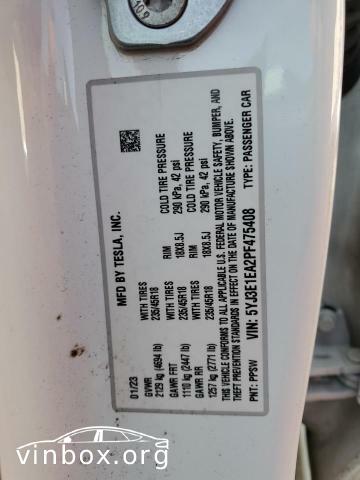 109
MFD BY TESLA, INC.
01/23
GVWR WITH TIRES RIM COLD TIRE PRESSURE
2129 kg (4694 lb) 235/45R18 18X8.5J 290 kPa, 42 psi
GAWR FRT WITH TIRES RIM COLD TIRE PRESSURE
1110 kg (2447 lb) 235/45R18 18X8.5J 290 kPa, 42 psi
GAWR RR WITH TIRES RIM COLD TIRE PRESSURE
1257 kg (2771 lb) 235/45R18 18X8.5J 290 kPa, 42 psi
THIS VEHICLE CONFORMS TO ALL APPLICABLE U.S. FEDERAL MOTOR VEHICLE SAFETY, BUMPER, AND
THEFT PREVENTION STANDARDS IN EFFECT ON THE DATE OF MANUFACTURE SHOWN ABOVE.
VIN: 5YJ3E1EA2PF475408
PNT: PPSW TYPE: PASSENGER CAR
vinbox.org